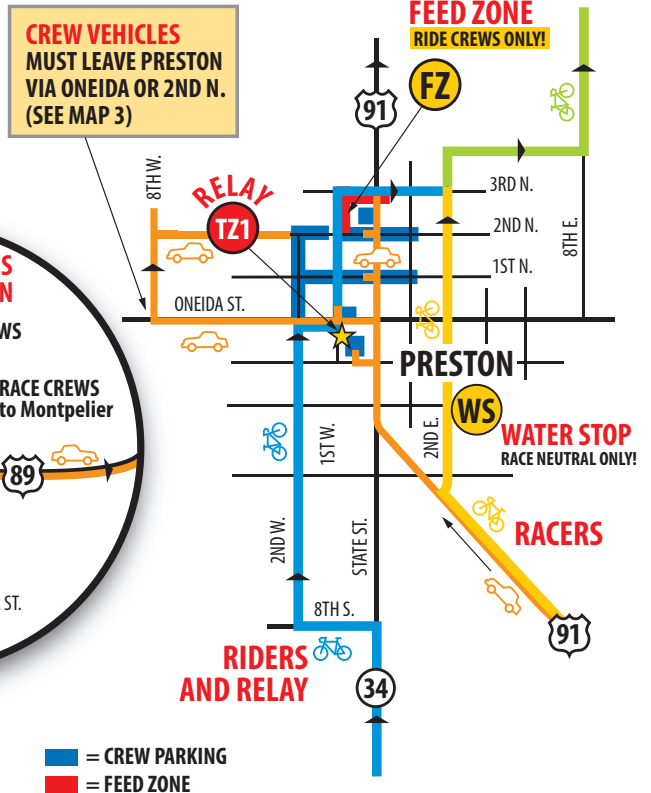 FEED ZONE
RIDE CREWS ONLY!
CREW VEHICLES
MUST LEAVE PRESTON
VIA ONEIDA OR 2ND N.
(SEE MAP 3)
FZ
91
8TH W.
RELAY
TZ1
3RD N.
2ND N.
1ST N.
8TH E.
ONEIDA ST.
S
N
WS
RACE CREWS
to Montpelier
89
ST.
PRESTON
WS
WATER STOP
RACE NEUTRAL ONLY!
1ST W.
2ND E.
2ND W.
STATE ST.
RACERS
91
8TH S.
RIDERS
AND RELAY
34
= CREW PARKING
= FEED ZONE